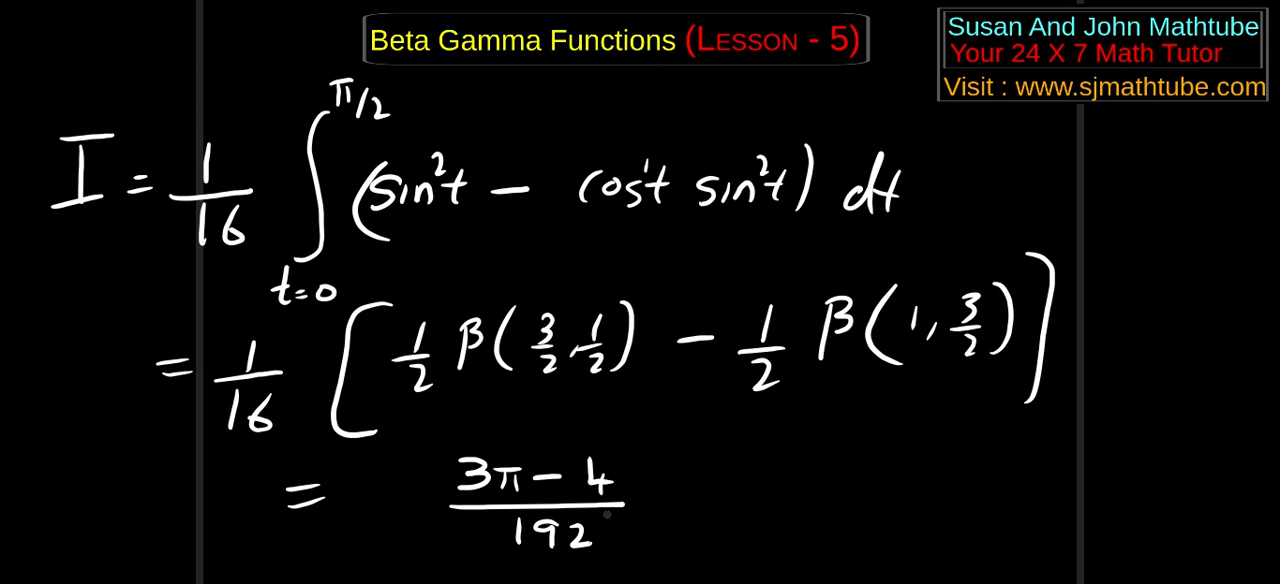 Beta Gamma Functions (LESSON - 5)
Susan And John Mathtube
Your 24 X 7 Math Tutor
Visit : www.sjmathtube.com
I = 1/16 ∫_{t=0}^{π/2} (sin²t − cos¹t sin²t) dt
= 1/16 [ 1/2 β(3/2, 1/2) − 1/2 β(1, 3/2) ]
= (3π − 4)/192